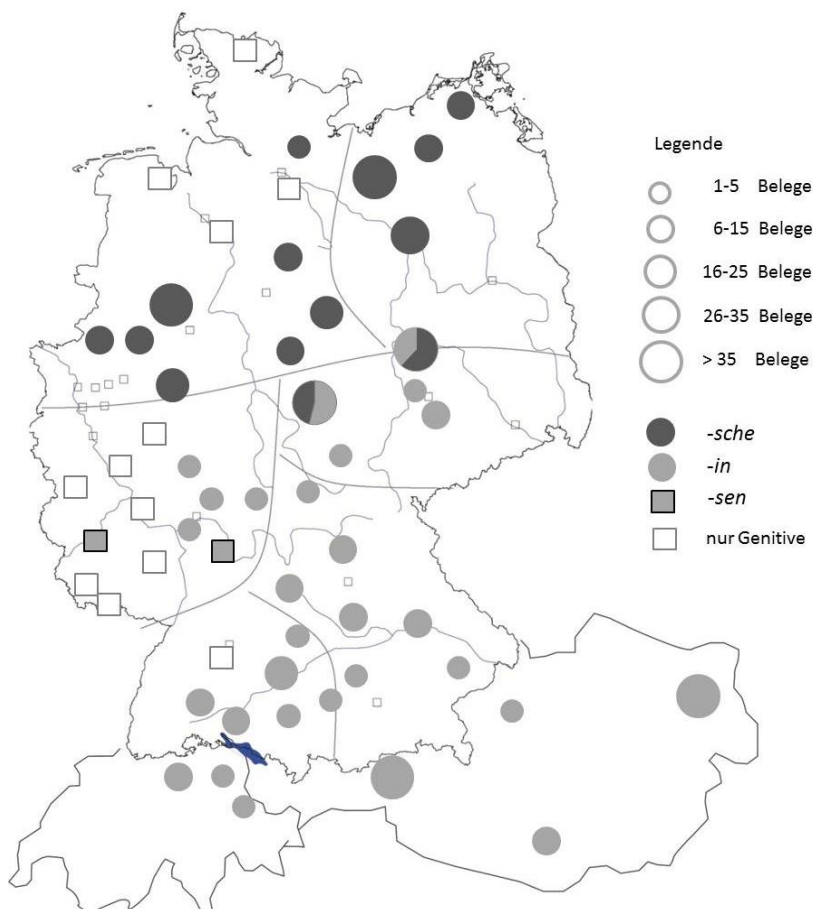 Legende
1-5 Belege
6-15 Belege
16-25 Belege
26-35 Belege
> 35 Belege
-sche
-in
-sen
nur Genitive